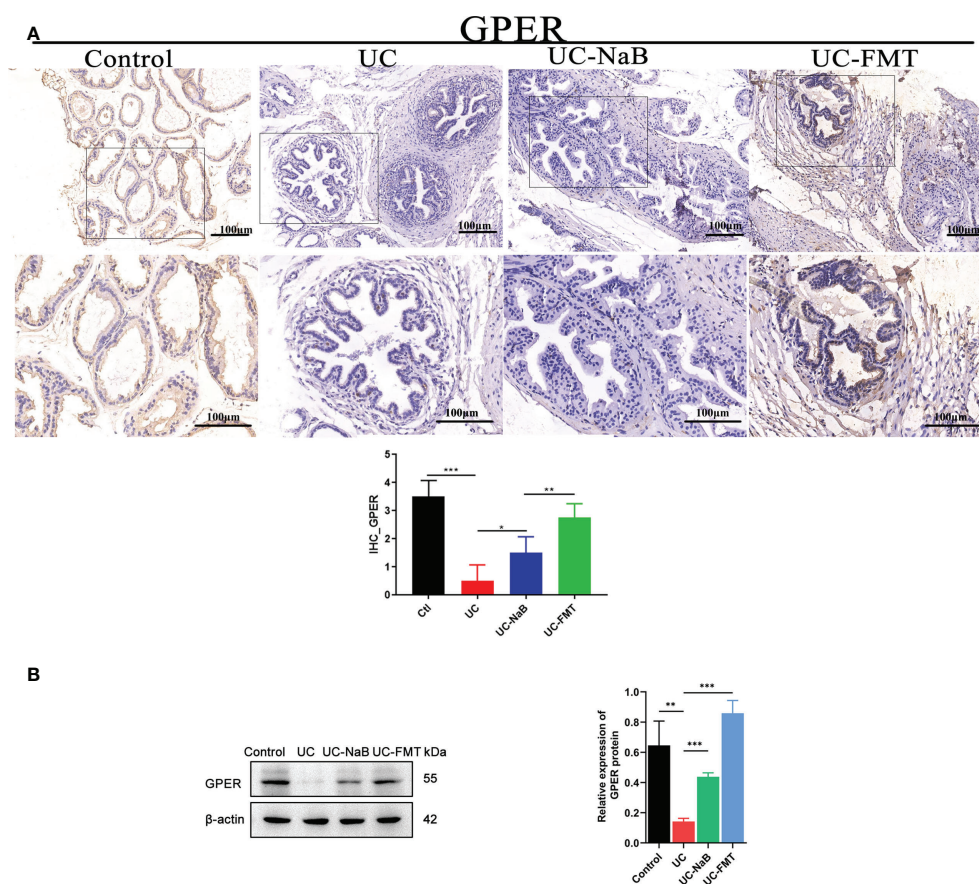 A
GPER
Control UC UC-NaB UC-FMT
100μm 100μm 100μm 100μm
100μm 100μm 100μm 100μm
IHC_GPER
5
4
3
2
1
0
*** * **
Ctl UC UC-NaB UC-FMT
B
Control UC UC-NaB UC-FMT kDa
GPER 55
β-actin 42
Relative expression of
GPER protein
1.0
0.8
0.6
0.4
0.2
0.0
** *** ***
Control UC UC-NaB UC-FMT